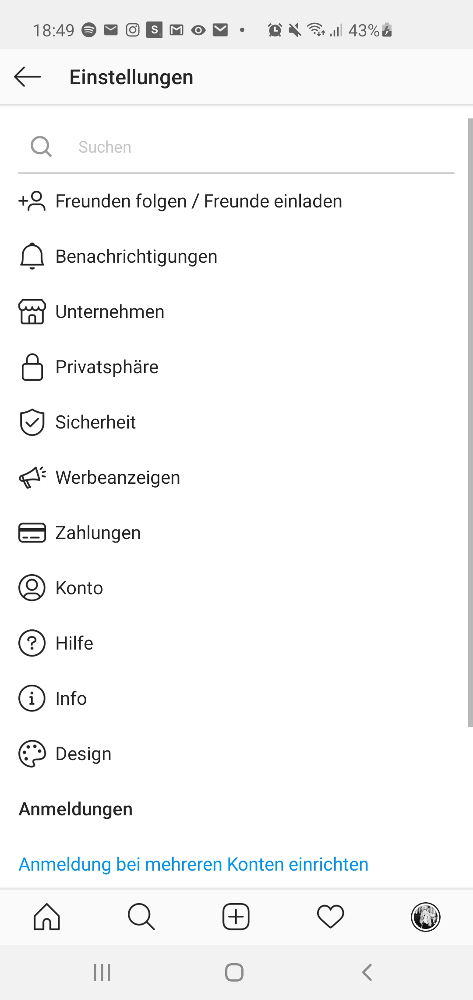 18:49 S 43%
Einstellungen
Suchen
Freunden folgen / Freunde einladen
Benachrichtigungen
Unternehmen
Privatsphäre
Sicherheit
Werbeanzeigen
Zahlungen
Konto
Hilfe
Info
Design
Anmeldungen
Anmeldung bei mehreren Konten einrichten